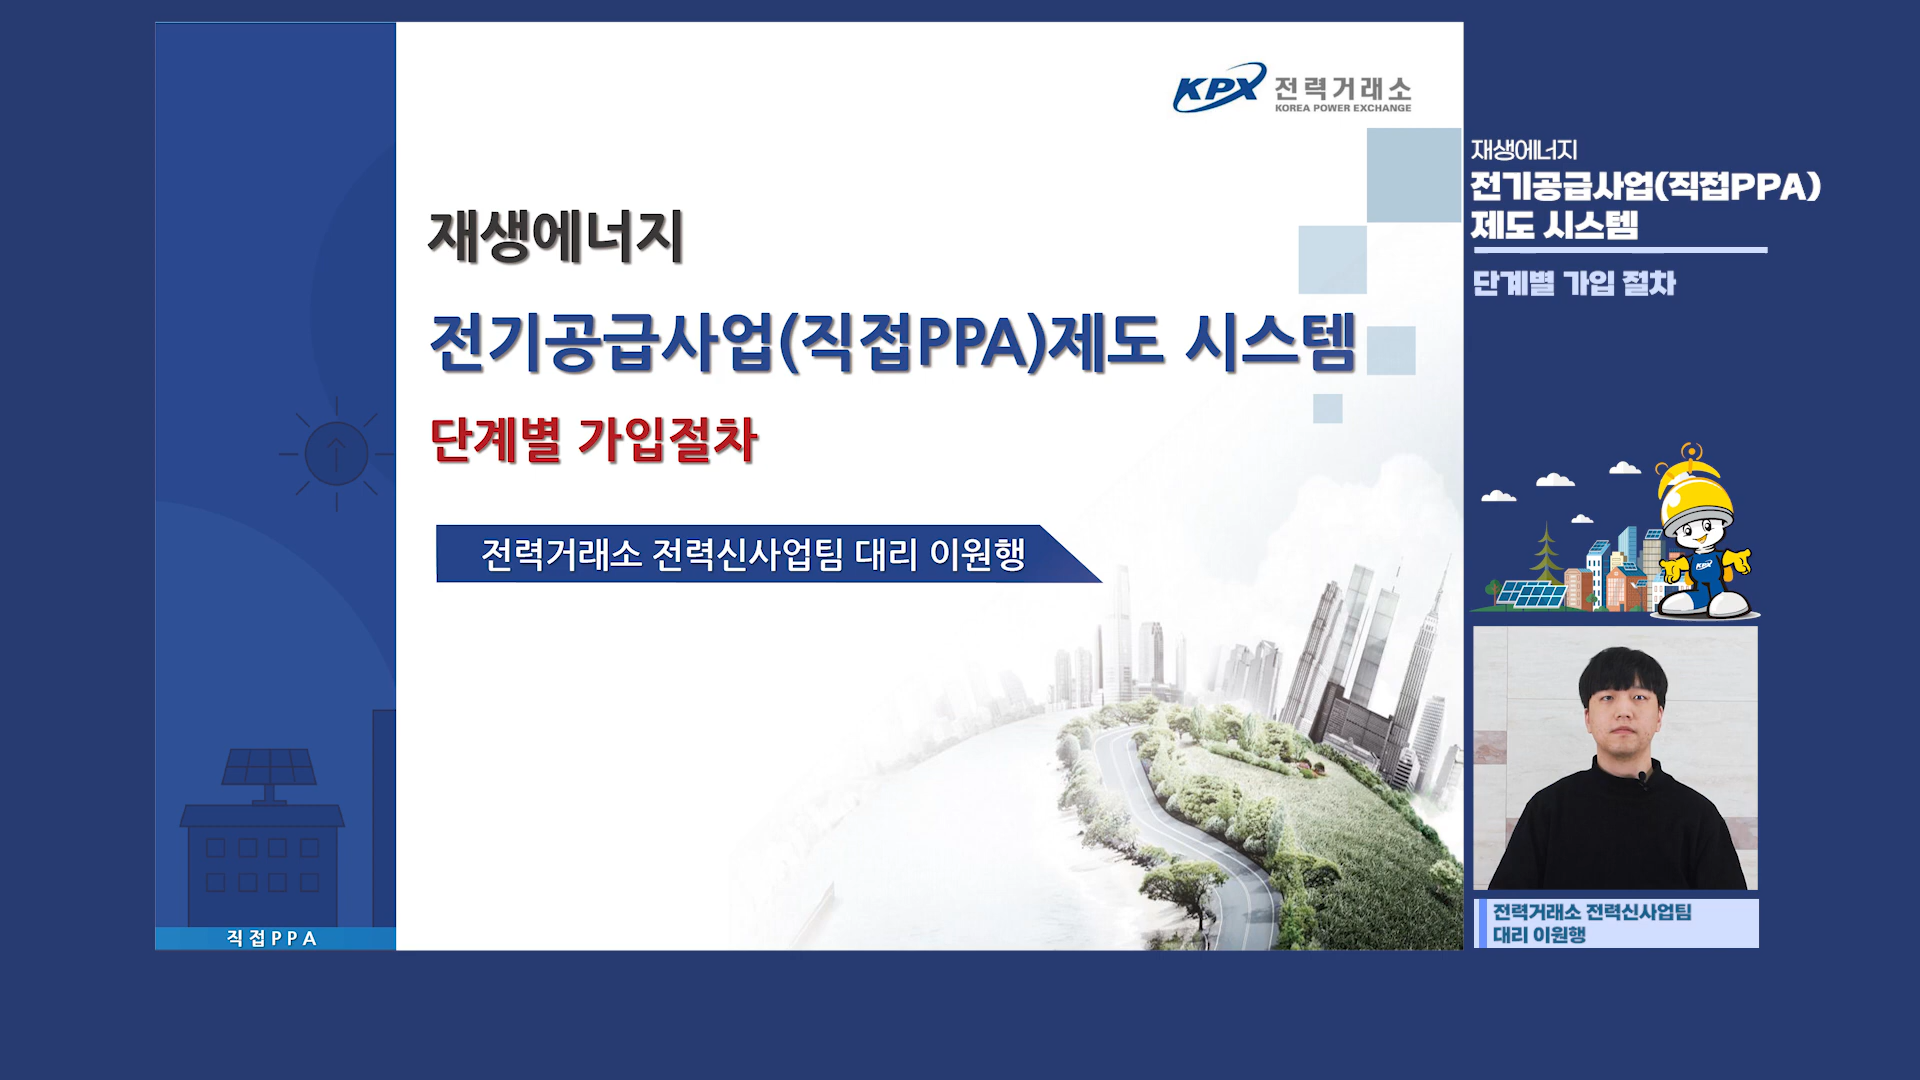 KPX 전력거래소
KOREA POWER EXCHANGE
재생에너지
전기공급사업(직접PPA)제도 시스템
단계별 가입절차
전력거래소 전력신사업팀 대리 이원행
직접PPA
재생에너지
전기공급사업(직접PPA)
제도 시스템
단계별 가입 절차
KPX
전력거래소 전력신사업팀
대리 이원행